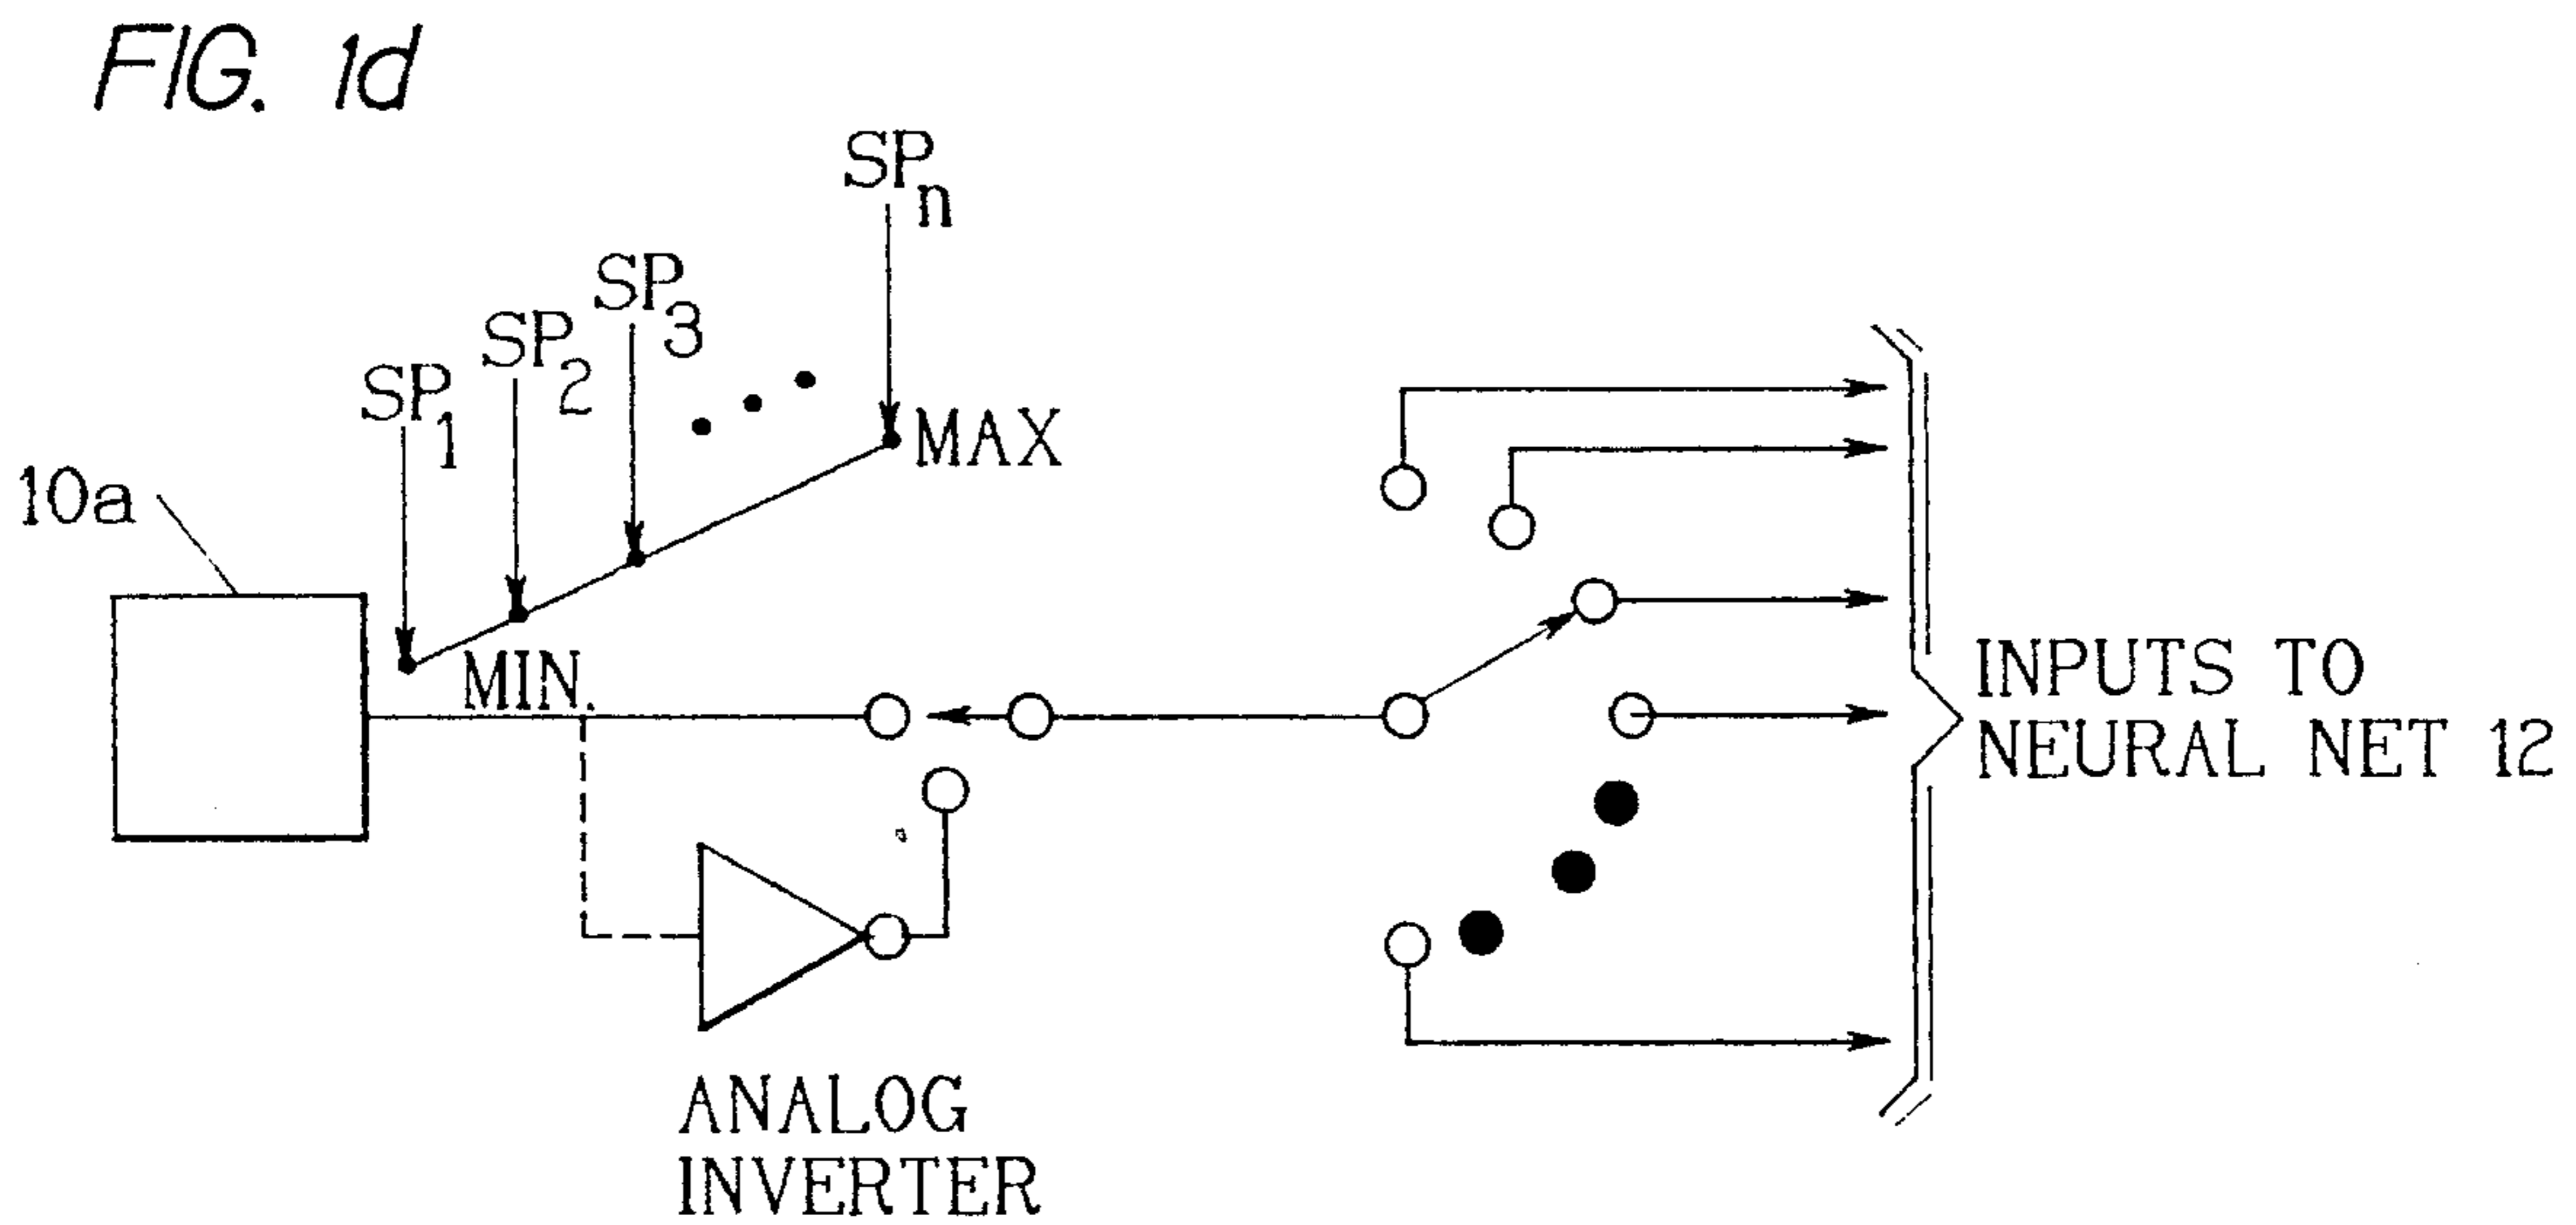 FIG. 1d
SPn
SP3
SP2
SP1
MAX
10a
MIN.
INPUTS TO
NEURAL NET 12
ANALOG
INVERTER